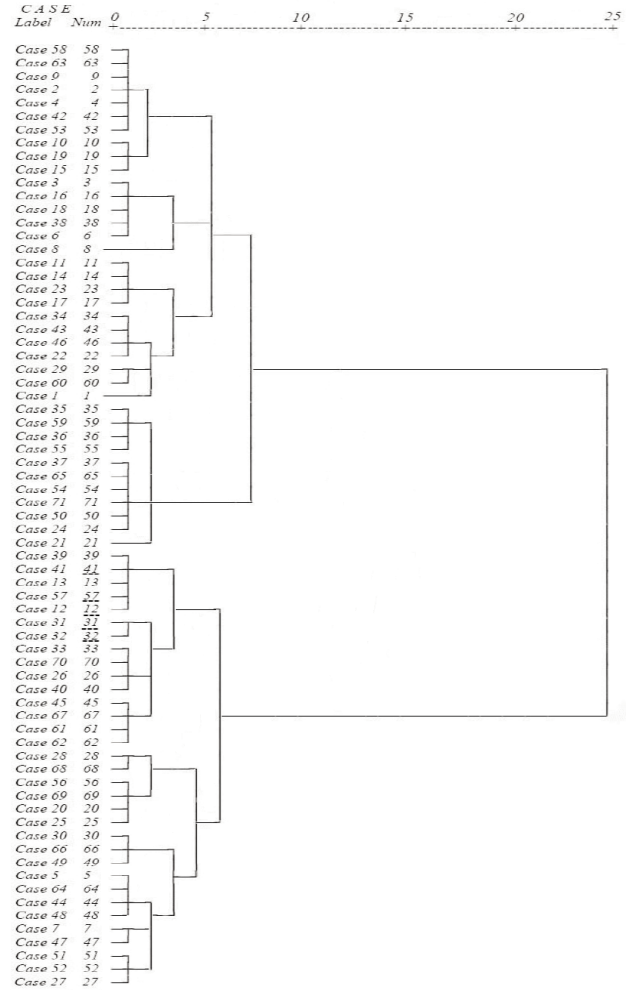 C A S E 0 5 10 15 20 25
Label Num
Case 58 58
Case 63 63
Case 9 9
Case 2 2
Case 4 4
Case 42 42
Case 53 53
Case 10 10
Case 19 19
Case 15 15
Case 3 3
Case 16 16
Case 18 18
Case 38 38
Case 6 6
Case 8 8
Case 11 11
Case 14 14
Case 23 23
Case 17 17
Case 34 34
Case 43 43
Case 46 46
Case 22 22
Case 29 29
Case 60 60
Case 1 1
Case 35 35
Case 59 59
Case 36 36
Case 55 55
Case 37 37
Case 65 65
Case 54 54
Case 71 71
Case 50 50
Case 24 24
Case 21 21
Case 39 39
Case 41 41
Case 13 13
Case 57 57
Case 12 12
Case 31 31
Case 32 32
Case 33 33
Case 70 70
Case 26 26
Case 40 40
Case 45 45
Case 67 67
Case 61 61
Case 62 62
Case 28 28
Case 68 68
Case 56 56
Case 69 69
Case 20 20
Case 25 25
Case 30 30
Case 66 66
Case 49 49
Case 5 5
Case 64 64
Case 44 44
Case 48 48
Case 7 7
Case 47 47
Case 51 51
Case 52 52
Case 27 27